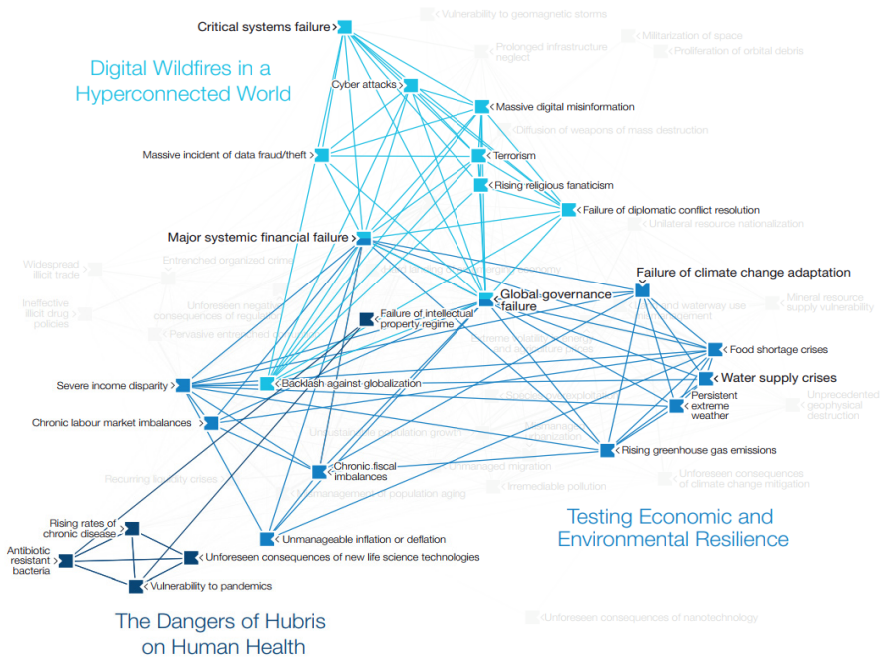 Critical systems failure
Vulnerability to geomagnetic storms
Militarization of space
Prolonged infrastructure
neglect
Proliferation of orbital debris
Digital Wildfires in a
Hyperconnected World
Cyber attacks
Massive digital misinformation
Diffusion of weapons of mass destruction
Massive incident of data fraud/theft
Terrorism
Rising religious fanaticism
Failure of diplomatic conflict resolution
Unilateral resource nationalization
Major systemic financial failure
Entrenched organized crime
Widespread
illicit trade
Failure of climate change adaptation
Global governance
failure
Ineffective
illicit drug
policies
Unforeseen negative
consequences of regulation
Mineral resource
supply vulnerability
Failure of intellectual
property regime
Pervasive entrenched
Food shortage crises
Water supply crises
Severe income disparity
Backlash against globalization
Persistent
extreme
weather
Unprecedented
geophysical
destruction
Chronic labour market imbalances
Unsustainable population growth
Rising greenhouse gas emissions
Chronic fiscal
imbalances
Unmanaged migration
Recurring liquidity crises
Unforeseen consequences
of climate change mitigation
Irremediable pollution
Mismanagement of population aging
Testing Economic and
Environmental Resilience
Rising rates of
chronic disease
Unmanageable inflation or deflation
Antibiotic
resistant
bacteria
Unforeseen consequences of new life science technologies
Vulnerability to pandemics
The Dangers of Hubris
on Human Health
Unforeseen consequences of nanotechnology